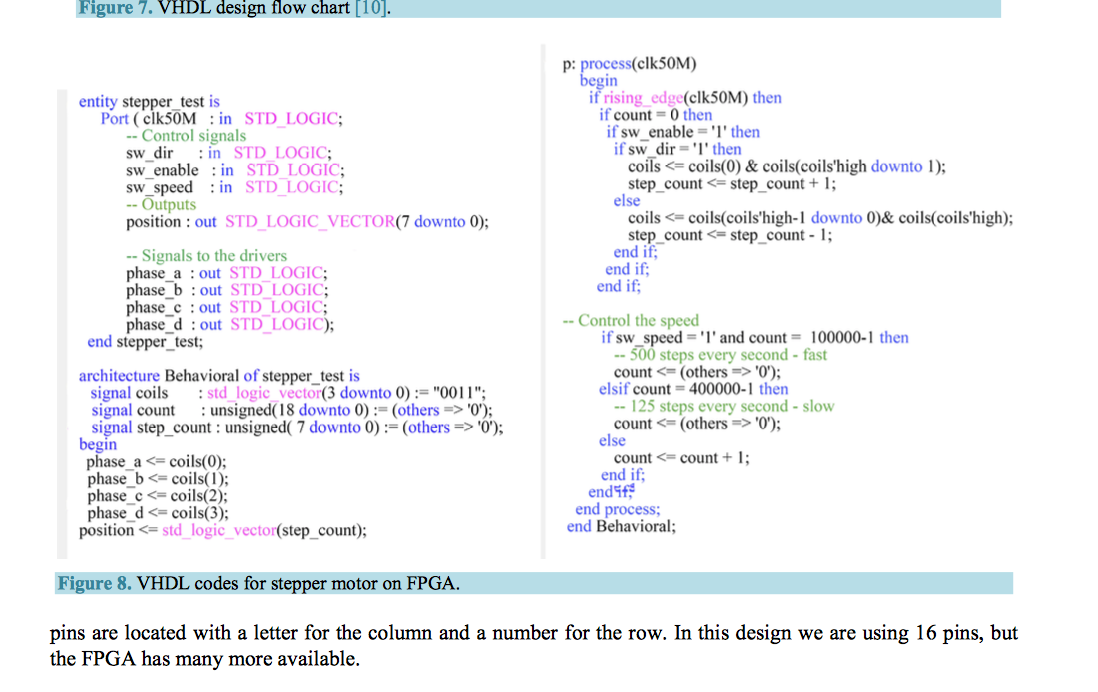 Figure 7. VHDL design flow chart [10].
entity stepper_test is
Port ( clk50M : in STD_LOGIC;
-- Control signals
sw_dir : in STD_LOGIC;
sw_enable : in STD_LOGIC;
sw_speed : in STD_LOGIC;
-- Outputs
position : out STD_LOGIC_VECTOR(7 downto 0);
-- Signals to the drivers
phase_a : out STD_LOGIC;
phase_b : out STD_LOGIC;
phase_c : out STD_LOGIC;
phase_d : out STD_LOGIC);
end stepper_test;
architecture Behavioral of stepper_test is
signal coils : std_logic_vector(3 downto 0) := "0011";
signal count : unsigned(18 downto 0) := (others => '0');
signal step_count : unsigned( 7 downto 0) := (others => '0');
begin
phase_a <= coils(0);
phase_b <= coils(1);
phase_c <= coils(2);
phase_d <= coils(3);
position <= std_logic_vector(step_count);
p: process(clk50M)
begin
if rising_edge(clk50M) then
if count = 0 then
if sw_enable = '1' then
if sw_dir = '1' then
coils <= coils(0) & coils(coils'high downto 1);
step_count <= step_count + 1;
else
coils <= coils(coils'high-1 downto 0)& coils(coils'high);
step_count <= step_count - 1;
end if;
end if;
end if;
-- Control the speed
if sw_speed = '1' and count = 100000-1 then
-- 500 steps every second - fast
count <= (others => '0');
elsif count = 400000-1 then
-- 125 steps every second - slow
count <= (others => '0');
else
count <= count + 1;
end if;
end
end process;
end Behavioral;
Figure 8. VHDL codes for stepper motor on FPGA.
pins are located with a letter for the column and a number for the row. In this design we are using 16 pins, but
the FPGA has many more available.